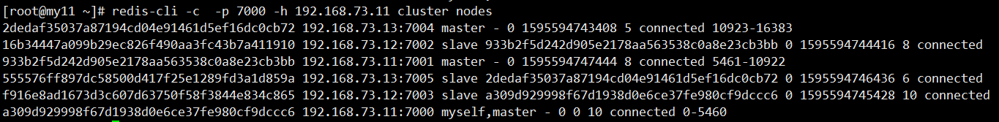 [root@my11 ~]# redis-cli -c  -p 7000 -h 192.168.73.11 cluster nodes
2dedaf35037a87194cd04e91461d5ef16dc0cb72 192.168.73.13:7004 master - 0 1595594743408 5 connected 10923-16383
16b34447a099b29ec826f490aa3fc43b7a411910 192.168.73.12:7002 slave 933b2f5d242d905e2178aa563538c0a8e23cb3bb 0 1595594744416 8 connected
933b2f5d242d905e2178aa563538c0a8e23cb3bb 192.168.73.11:7001 master - 0 1595594747444 8 connected 5461-10922
555576ff897dc58500d417f25e1289fd3a1d859a 192.168.73.13:7005 slave 2dedaf35037a87194cd04e91461d5ef16dc0cb72 0 1595594746436 6 connected
f916e8ad1673d3c607d63750f58f3844e834c865 192.168.73.12:7003 slave a309d929998f67d1938d0e6ce37fe980cf9dccc6 0 1595594745428 10 connected
a309d929998f67d1938d0e6ce37fe980cf9dccc6 192.168.73.11:7000 myself,master - 0 0 10 connected 0-5460